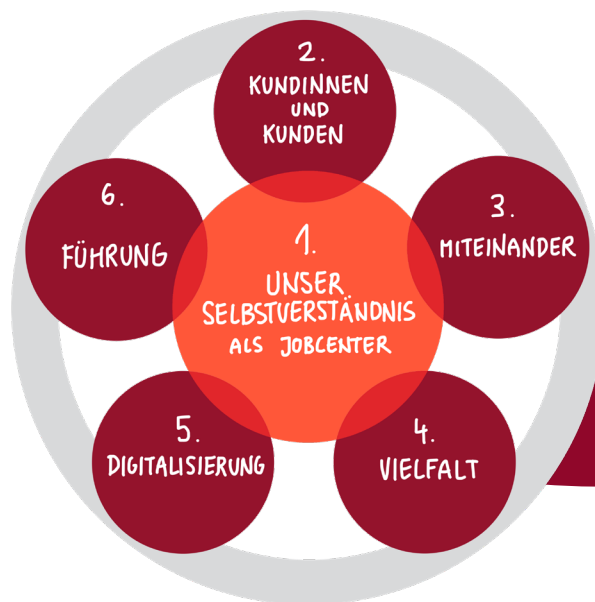 1.
UNSER
SELBSTVERSTÄNDNIS
ALS JOBCENTER
2.
KUNDINNEN
UND
KUNDEN
3.
MITEINANDER
4.
VIELFALT
5.
DIGITALISIERUNG
6.
FÜHRUNG